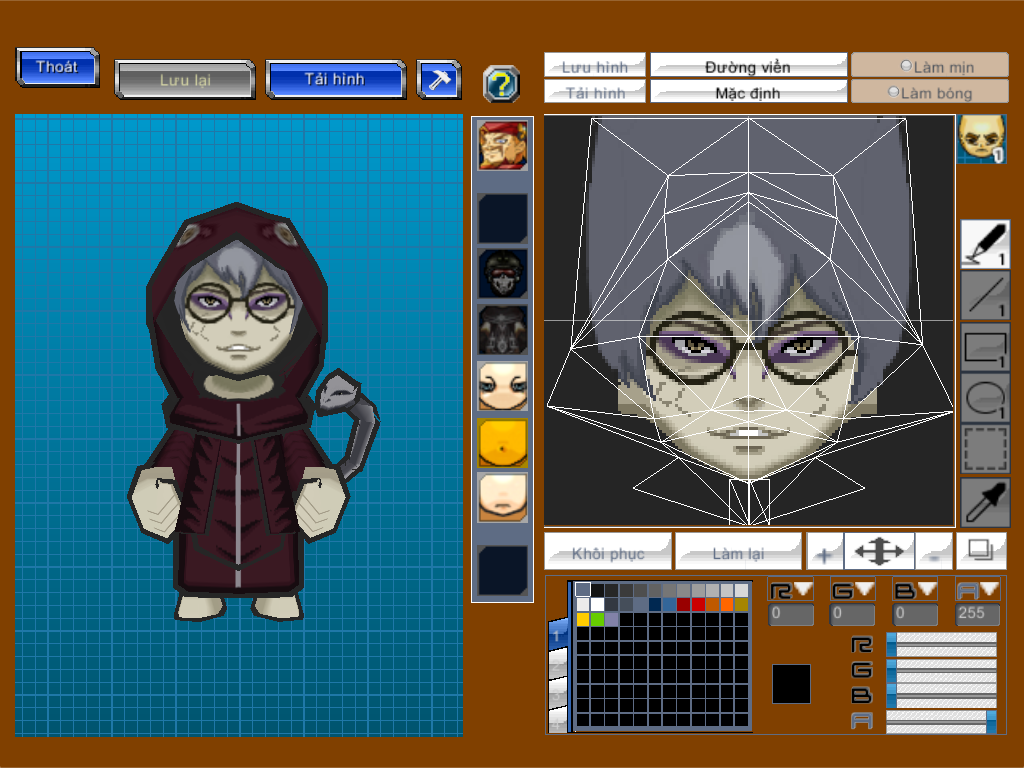 Thoát
Lưu lại
Tải hình
?
Lưu hình
Đường viền
Làm mịn
Tải hình
Mặc định
Làm bóng
1
1
1
1
1
Khôi phục
Làm lại
+
-
R
G
B
A
0
0
0
255
1
R
G
B
A